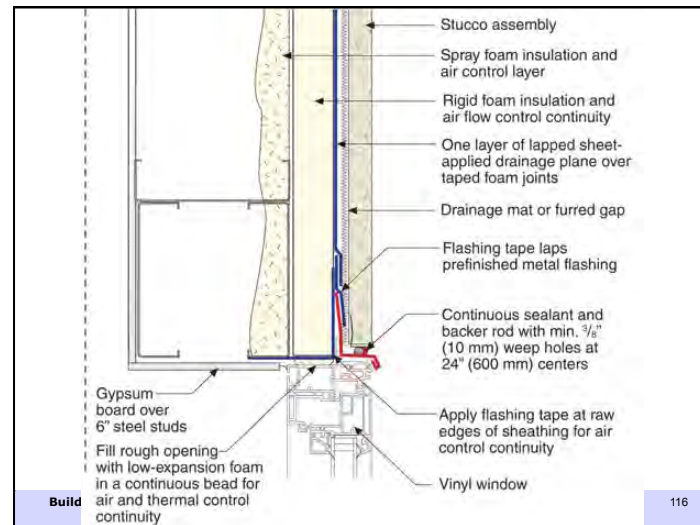 Stucco assembly
Spray foam insulation and
air control layer
Rigid foam insulation and
air flow control continuity
One layer of lapped sheet-
applied drainage plane over
taped foam joints
Drainage mat or furred gap
Flashing tape laps
prefinished metal flashing
Continuous sealant and
backer rod with min. 3/8"
(10 mm) weep holes at
24" (600 mm) centers
Gypsum
board over
6" steel studs
Apply flashing tape at raw
edges of sheathing for air
control continuity
Fill rough opening
with low-expansion foam
in a continuous bead for
air and thermal control
continuity
Vinyl window
Build
116